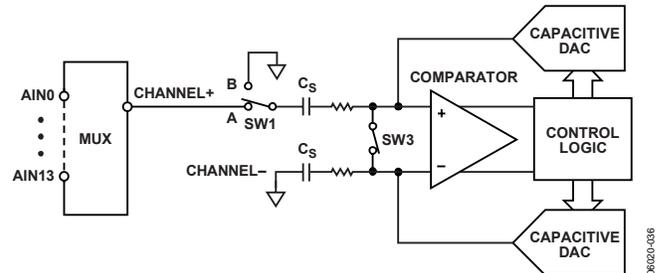 CAPACITIVE
DAC
COMPARATOR
B
CS
CHANNEL+
AIN0
A
SW1
+
MUX
SW3
CONTROL
LOGIC
CS
CHANNEL–
–
AIN13
CAPACITIVE
DAC
06020-036